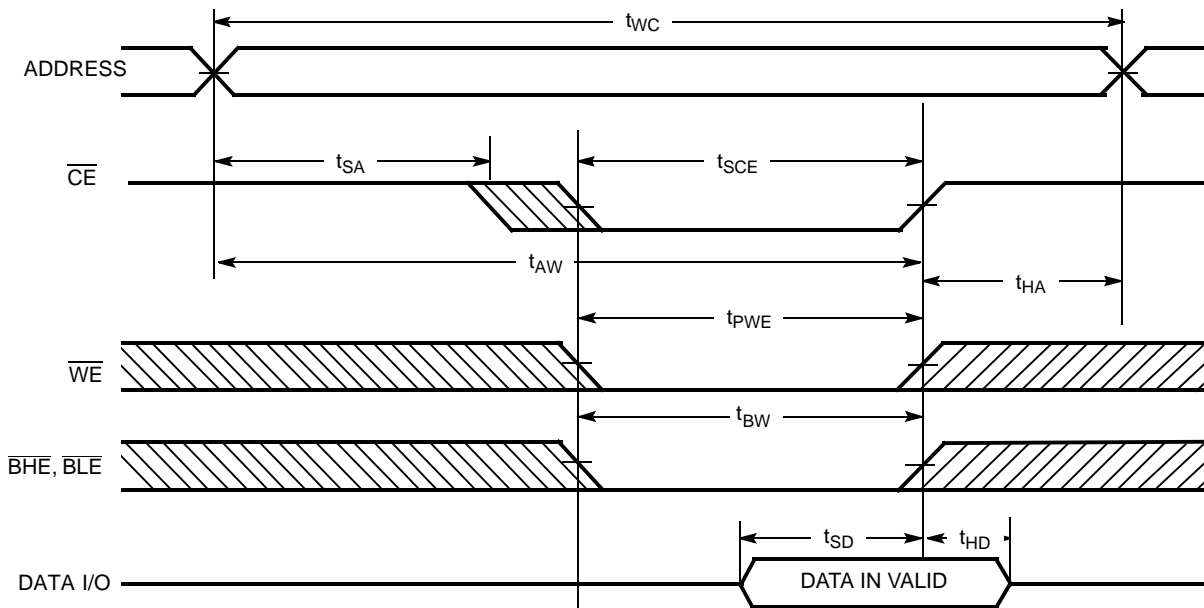 tWC
ADDRESS
tSA
tSCE
CE
tAW
tHA
tPWE
WE
tBW
BHE, BLE
tSD
tHD
DATA I/O
DATA IN VALID